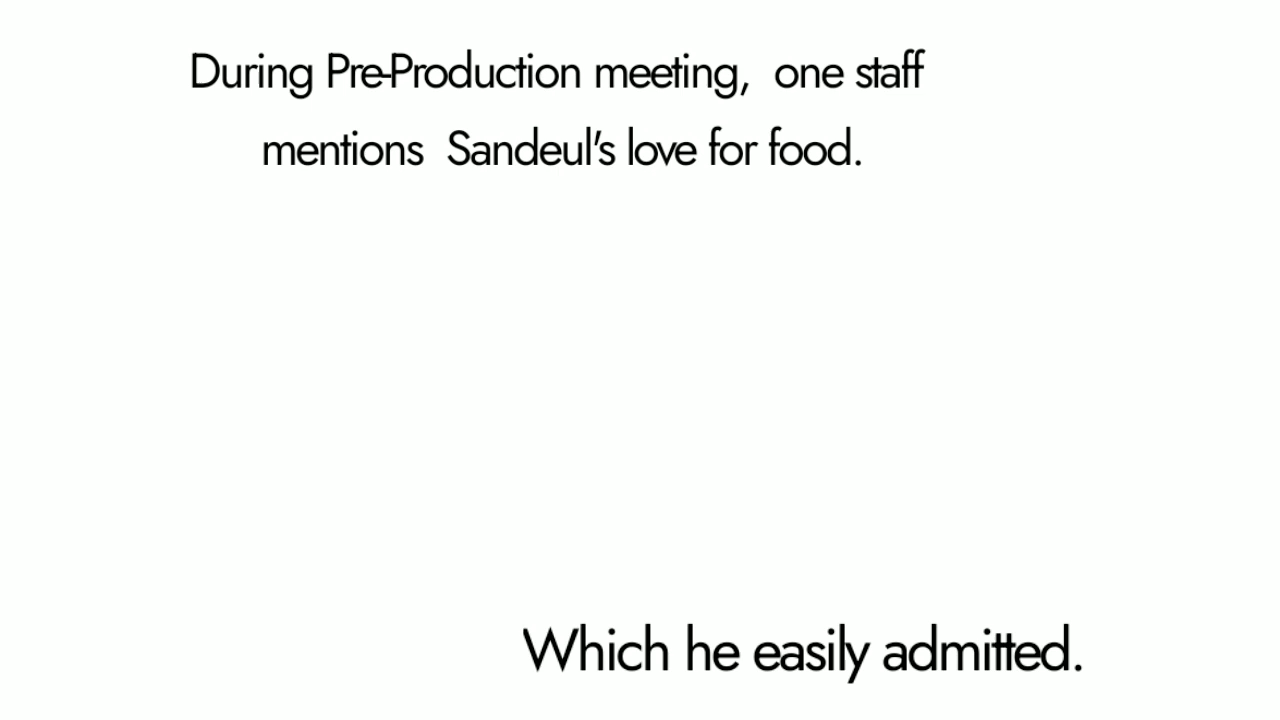 During Pre-Production meeting,  one staff
mentions  Sandeul's love for food.
Which he easily admitted.